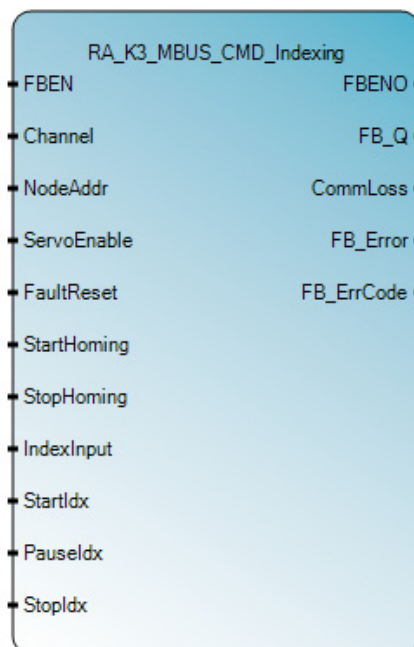 RA_K3_MBUS_CMD_Indexing
FBEN FBENO
Channel FB_Q
NodeAddr CommLoss
ServoEnable FB_Error
FaultReset FB_ErrCode
StartHoming
StopHoming
IndexInput
StartIdx
PauseIdx
StopIdx